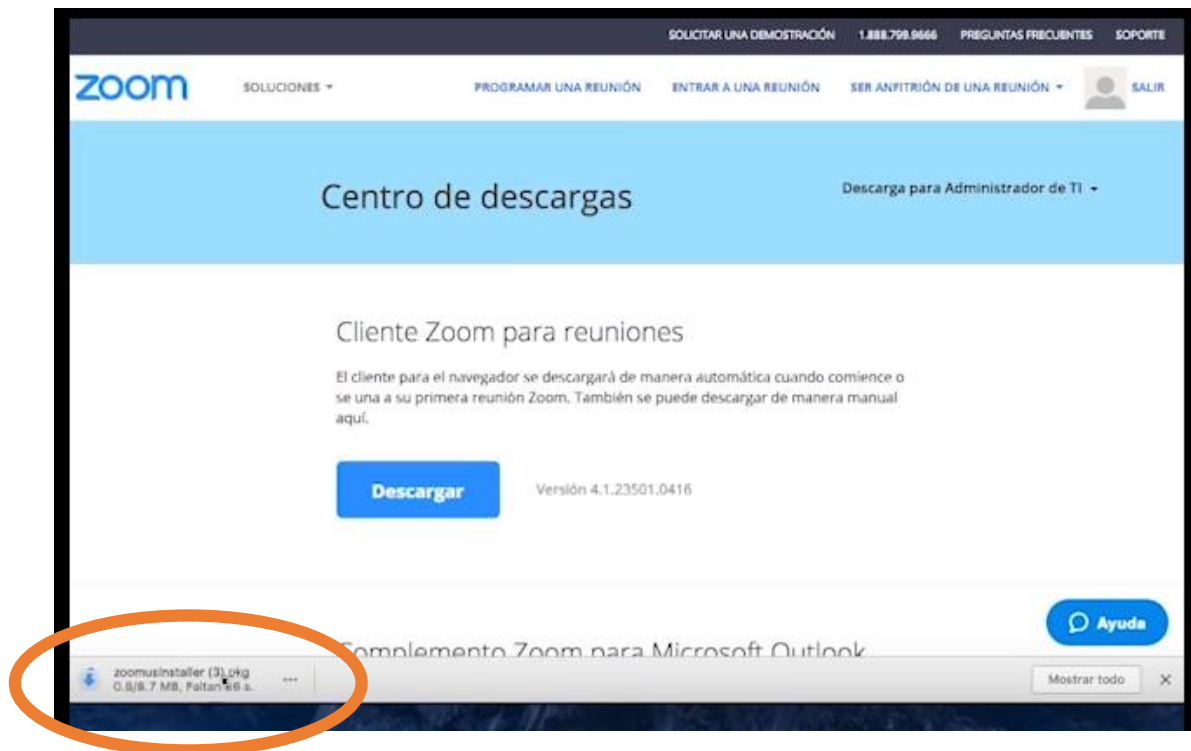 SOLICITAR UNA DEMOSTRACIÓN 1.888.799.9666 PREGUNTAS FRECUENTES SOPORTE
zoom SOLUCIONES PROGRAMAR UNA REUNIÓN ENTRAR A UNA REUNIÓN SER ANFITRIÓN DE UNA REUNIÓN SALIR
Centro de descargas
Descarga para Administrador de TI
Cliente Zoom para reuniones
El cliente para el navegador se descargará de manera automática cuando comience o
se una a su primera reunión Zoom. También se puede descargar de manera manual
aquí.
Descargar Versión 4.1.23501.0416
Ayuda
Complemento Zoom para Microsoft Outlook
zoomusInstaller (3).pkg
MB, Faltan s.
Mostrar todo